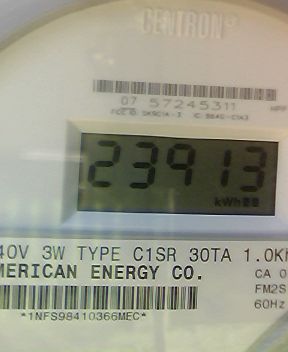 CENTRON
07 57245311
23913
kWh
40V 3W TYPE C1SR 30TA 1.0K
MERICAN ENERGY CO.
CA 0
FM2S
60Hz
*1NFS98410366MEC*